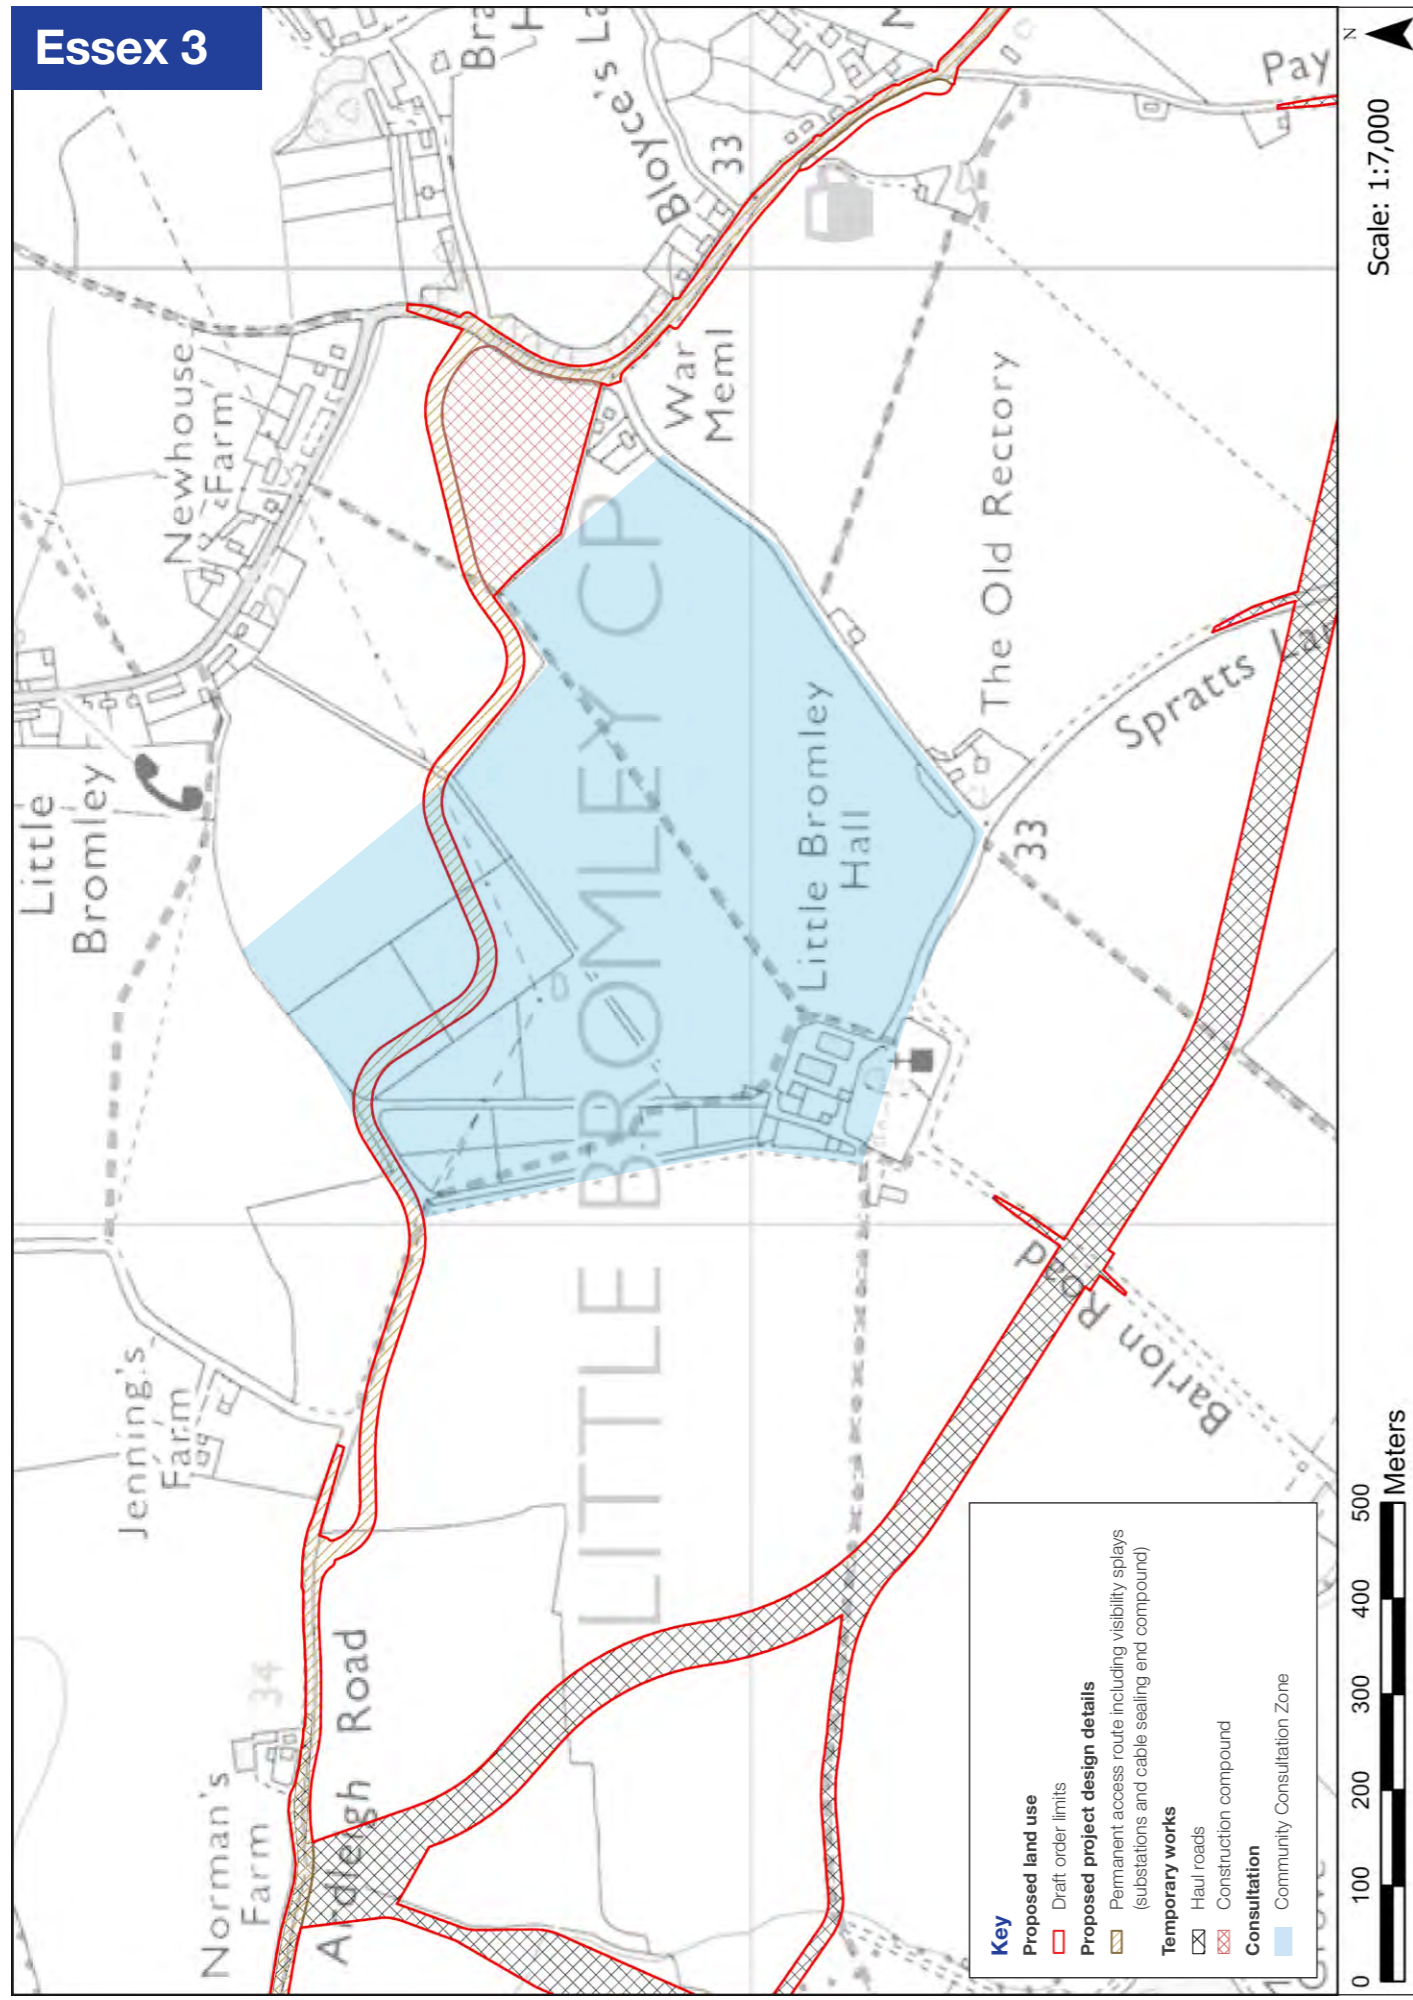 Essex 3
Little
Bromley
Newhouse
Farm
Bloyce's
33
War
Meml
Pay
Jenning's
Farm
LITTLE BROMLEY CP
Little Bromley
Hall
The Old Rectory
33
Spratts
Norman's
Farm
34
Ardleigh Road
Barlon Road
Key
Proposed land use
Draft order limits
Proposed project design details
Permanent access route including visibility splays
(substations and cable sealing end compound)
Temporary works
Haul roads
Construction compound
Consultation
Community Consultation Zone
N
Scale: 1:7,000
0 100 200 300 400 500
Meters